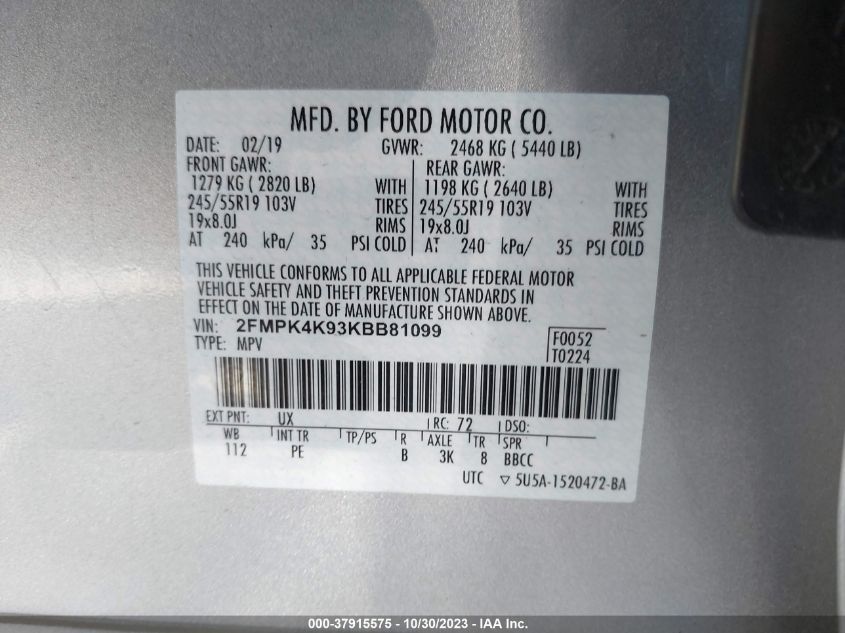 MFD. BY FORD MOTOR CO.
DATE: 02/19 GVWR: 2468 KG ( 5440 LB)
FRONT GAWR: REAR GAWR:
1279 KG ( 2820 LB) WITH 1198 KG ( 2640 LB) WITH
245/55R19 103V TIRES 245/55R19 103V TIRES
19x8.0J RIMS 19x8.0J RIMS
AT 240 kPa/ 35 PSI COLD AT 240 kPa/ 35 PSI COLD
THIS VEHICLE CONFORMS TO ALL APPLICABLE FEDERAL MOTOR
VEHICLE SAFETY AND THEFT PREVENTION STANDARDS IN
EFFECT ON THE DATE OF MANUFACTURE SHOWN ABOVE.
VIN: 2FMPK4K93KBB81099
TYPE: MPV
F0052
T0224
EXT PNT: UX RC: 72 DSO:
WB INT TR TP/PS R AXLE TR SPR
112 PE B 3K 8 BBCC
UTC ▽ 5U5A-1520472-BA
000-37915575 - 10/30/2023 - IAA Inc.